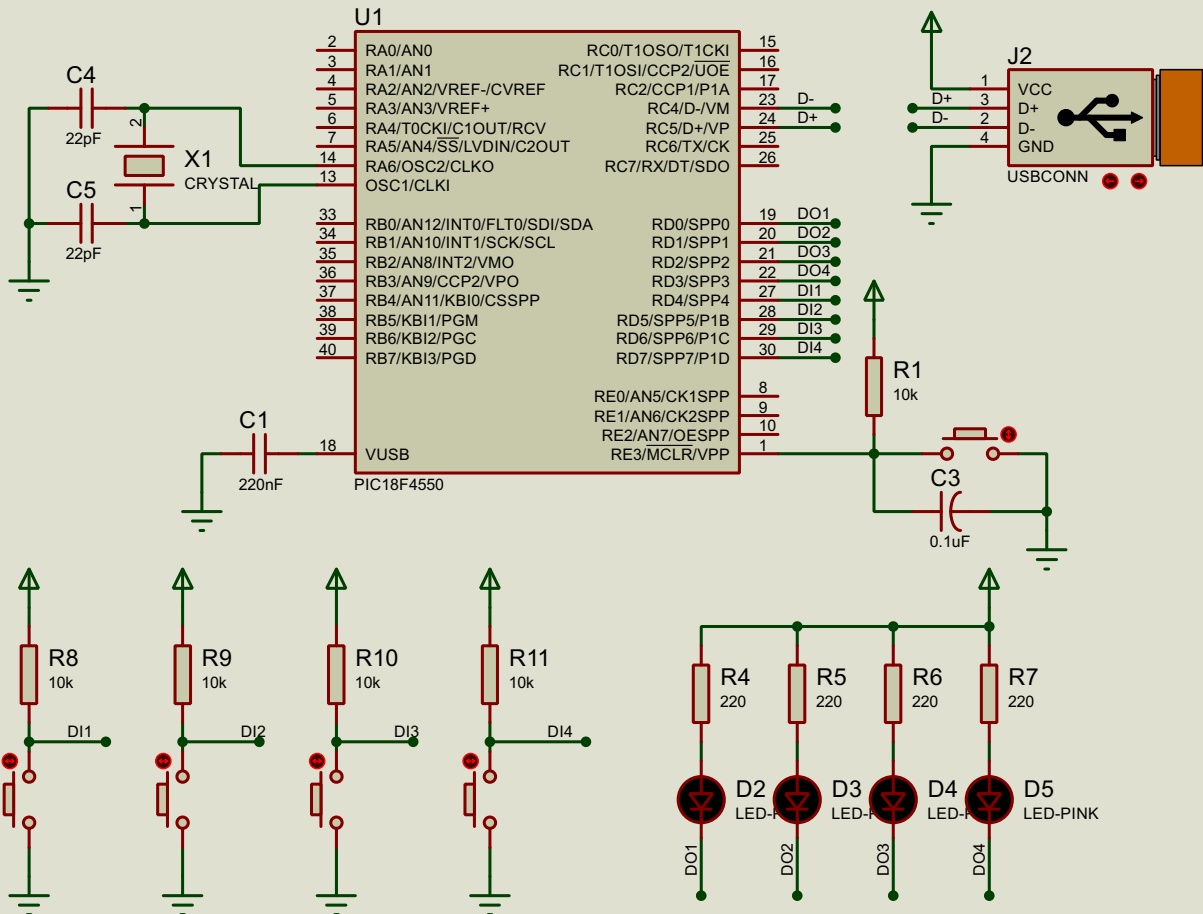 U1
2 RA0/AN0
3 RA1/AN1
4 RA2/AN2/VREF-/CVREF
5 RA3/AN3/VREF+
6 RA4/T0CKI/C1OUT/RCV
7 RA5/AN4/SS/LVDIN/C2OUT
14 RA6/OSC2/CLKO
13 OSC1/CLKI
33 RB0/AN12/INT0/FLT0/SDI/SDA
34 RB1/AN10/INT1/SCK/SCL
35 RB2/AN8/INT2/VMO
36 RB3/AN9/CCP2/VPO
37 RB4/AN11/KBI0/CSSPP
38 RB5/KBI1/PGM
39 RB6/KBI2/PGC
40 RB7/KBI3/PGD
18 VUSB
RC0/T1OSO/T1CKI 15
RC1/T1OSI/CCP2/UOE 16
RC2/CCP1/P1A 17
RC4/D-/VM 23 D-
RC5/D+/VP 24 D+
RC6/TX/CK 25
RC7/RX/DT/SDO 26
RD0/SPP0 19 DO1
RD1/SPP1 20 DO2
RD2/SPP2 21 DO3
RD3/SPP3 22 DO4
RD4/SPP4 27 DI1
RD5/SPP5/P1B 28 DI2
RD6/SPP6/P1C 29 DI3
RD7/SPP7/P1D 30 DI4
RE0/AN5/CK1SPP 8
RE1/AN6/CK2SPP 9
RE2/AN7/OESPP 10
RE3/MCLR/VPP 1
PIC18F4550
C4
22pF
2
X1
CRYSTAL
1
C5
22pF
C1
220nF
J2
1 VCC
D+ 3 D+
D- 2 D-
4 GND
USBCONN
R1
10k
C3
0.1uF
R8
10k
DI1
R9
10k
DI2
R10
10k
DI3
R11
10k
DI4
R4
220
R5
220
R6
220
R7
220
D2
D3
D4
D5
LED-PINK
DO1
DO2
DO3
DO4